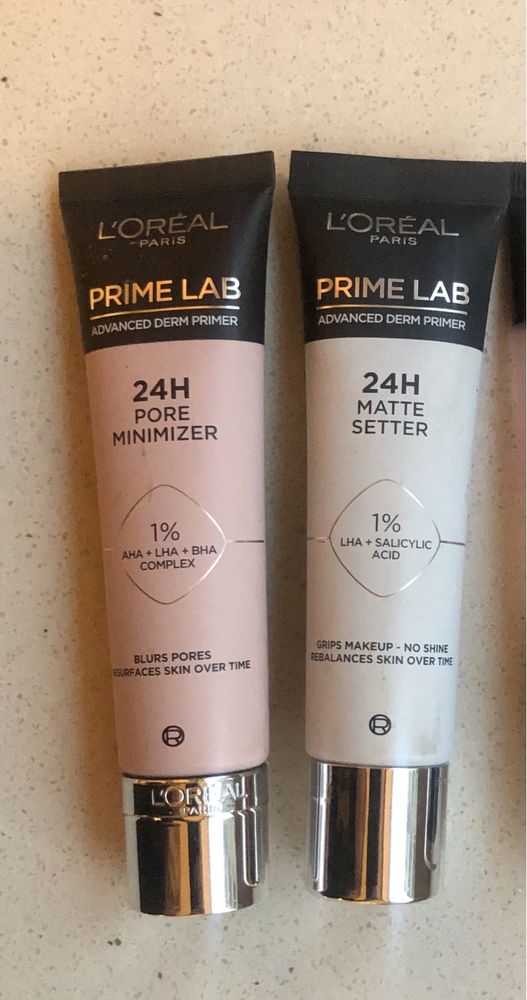 L'ORÉAL
PARIS
PRIME LAB
ADVANCED DERM PRIMER
24H
PORE
MINIMIZER
1%
AHA + LHA + BHA
COMPLEX
BLURS PORES
RESURFACES SKIN OVER TIME
R
L'ORÉAL
PARIS
L'ORÉAL
PARIS
PRIME LAB
ADVANCED DERM PRIMER
24H
MATTE
SETTER
1%
LHA + SALICYLIC
ACID
GRIPS MAKEUP - NO SHINE
REBALANCES SKIN OVER TIME
R